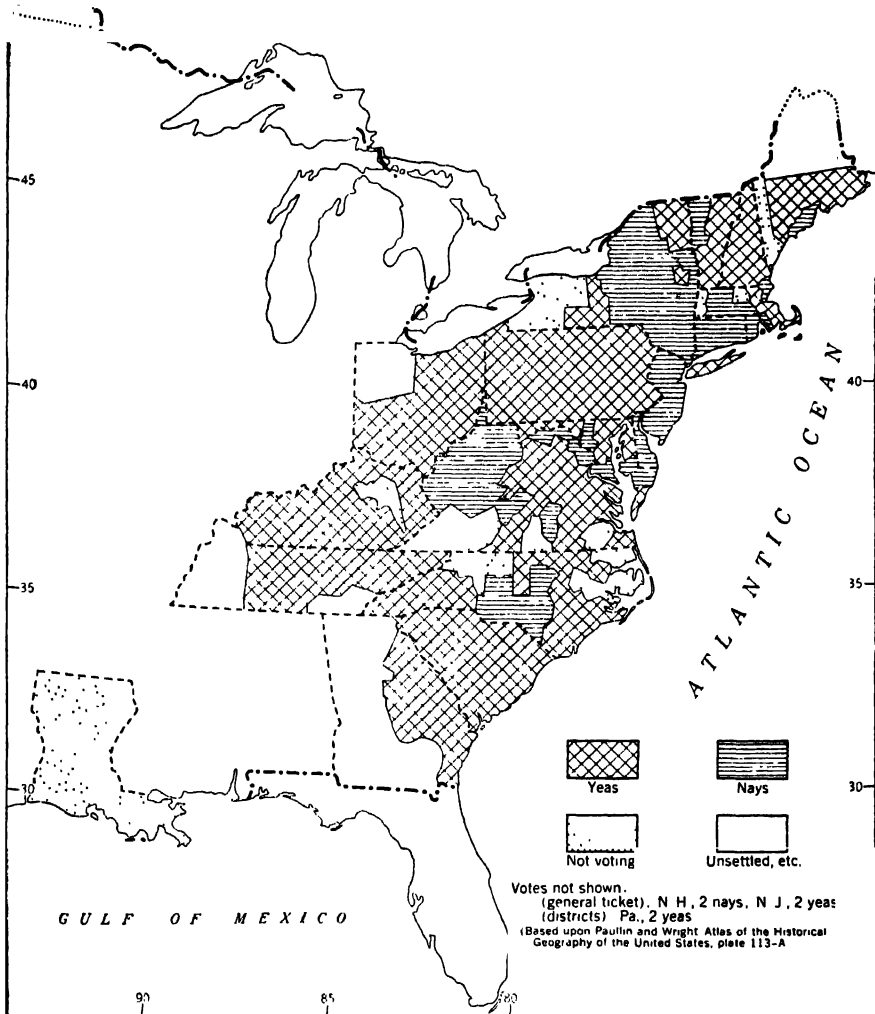 45
40
40
35
35
30
30
ATLANTIC OCEAN
Yeas
Nays
Not voting
Unsettled, etc.
Votes not shown.
(general ticket). N H, 2 nays, N J, 2 yeas
(districts) Pa., 2 yeas
(Based upon Paullin and Wright Atlas of the Historical
Geography of the United States, plate 113-A
GULF OF MEXICO
90
85
80